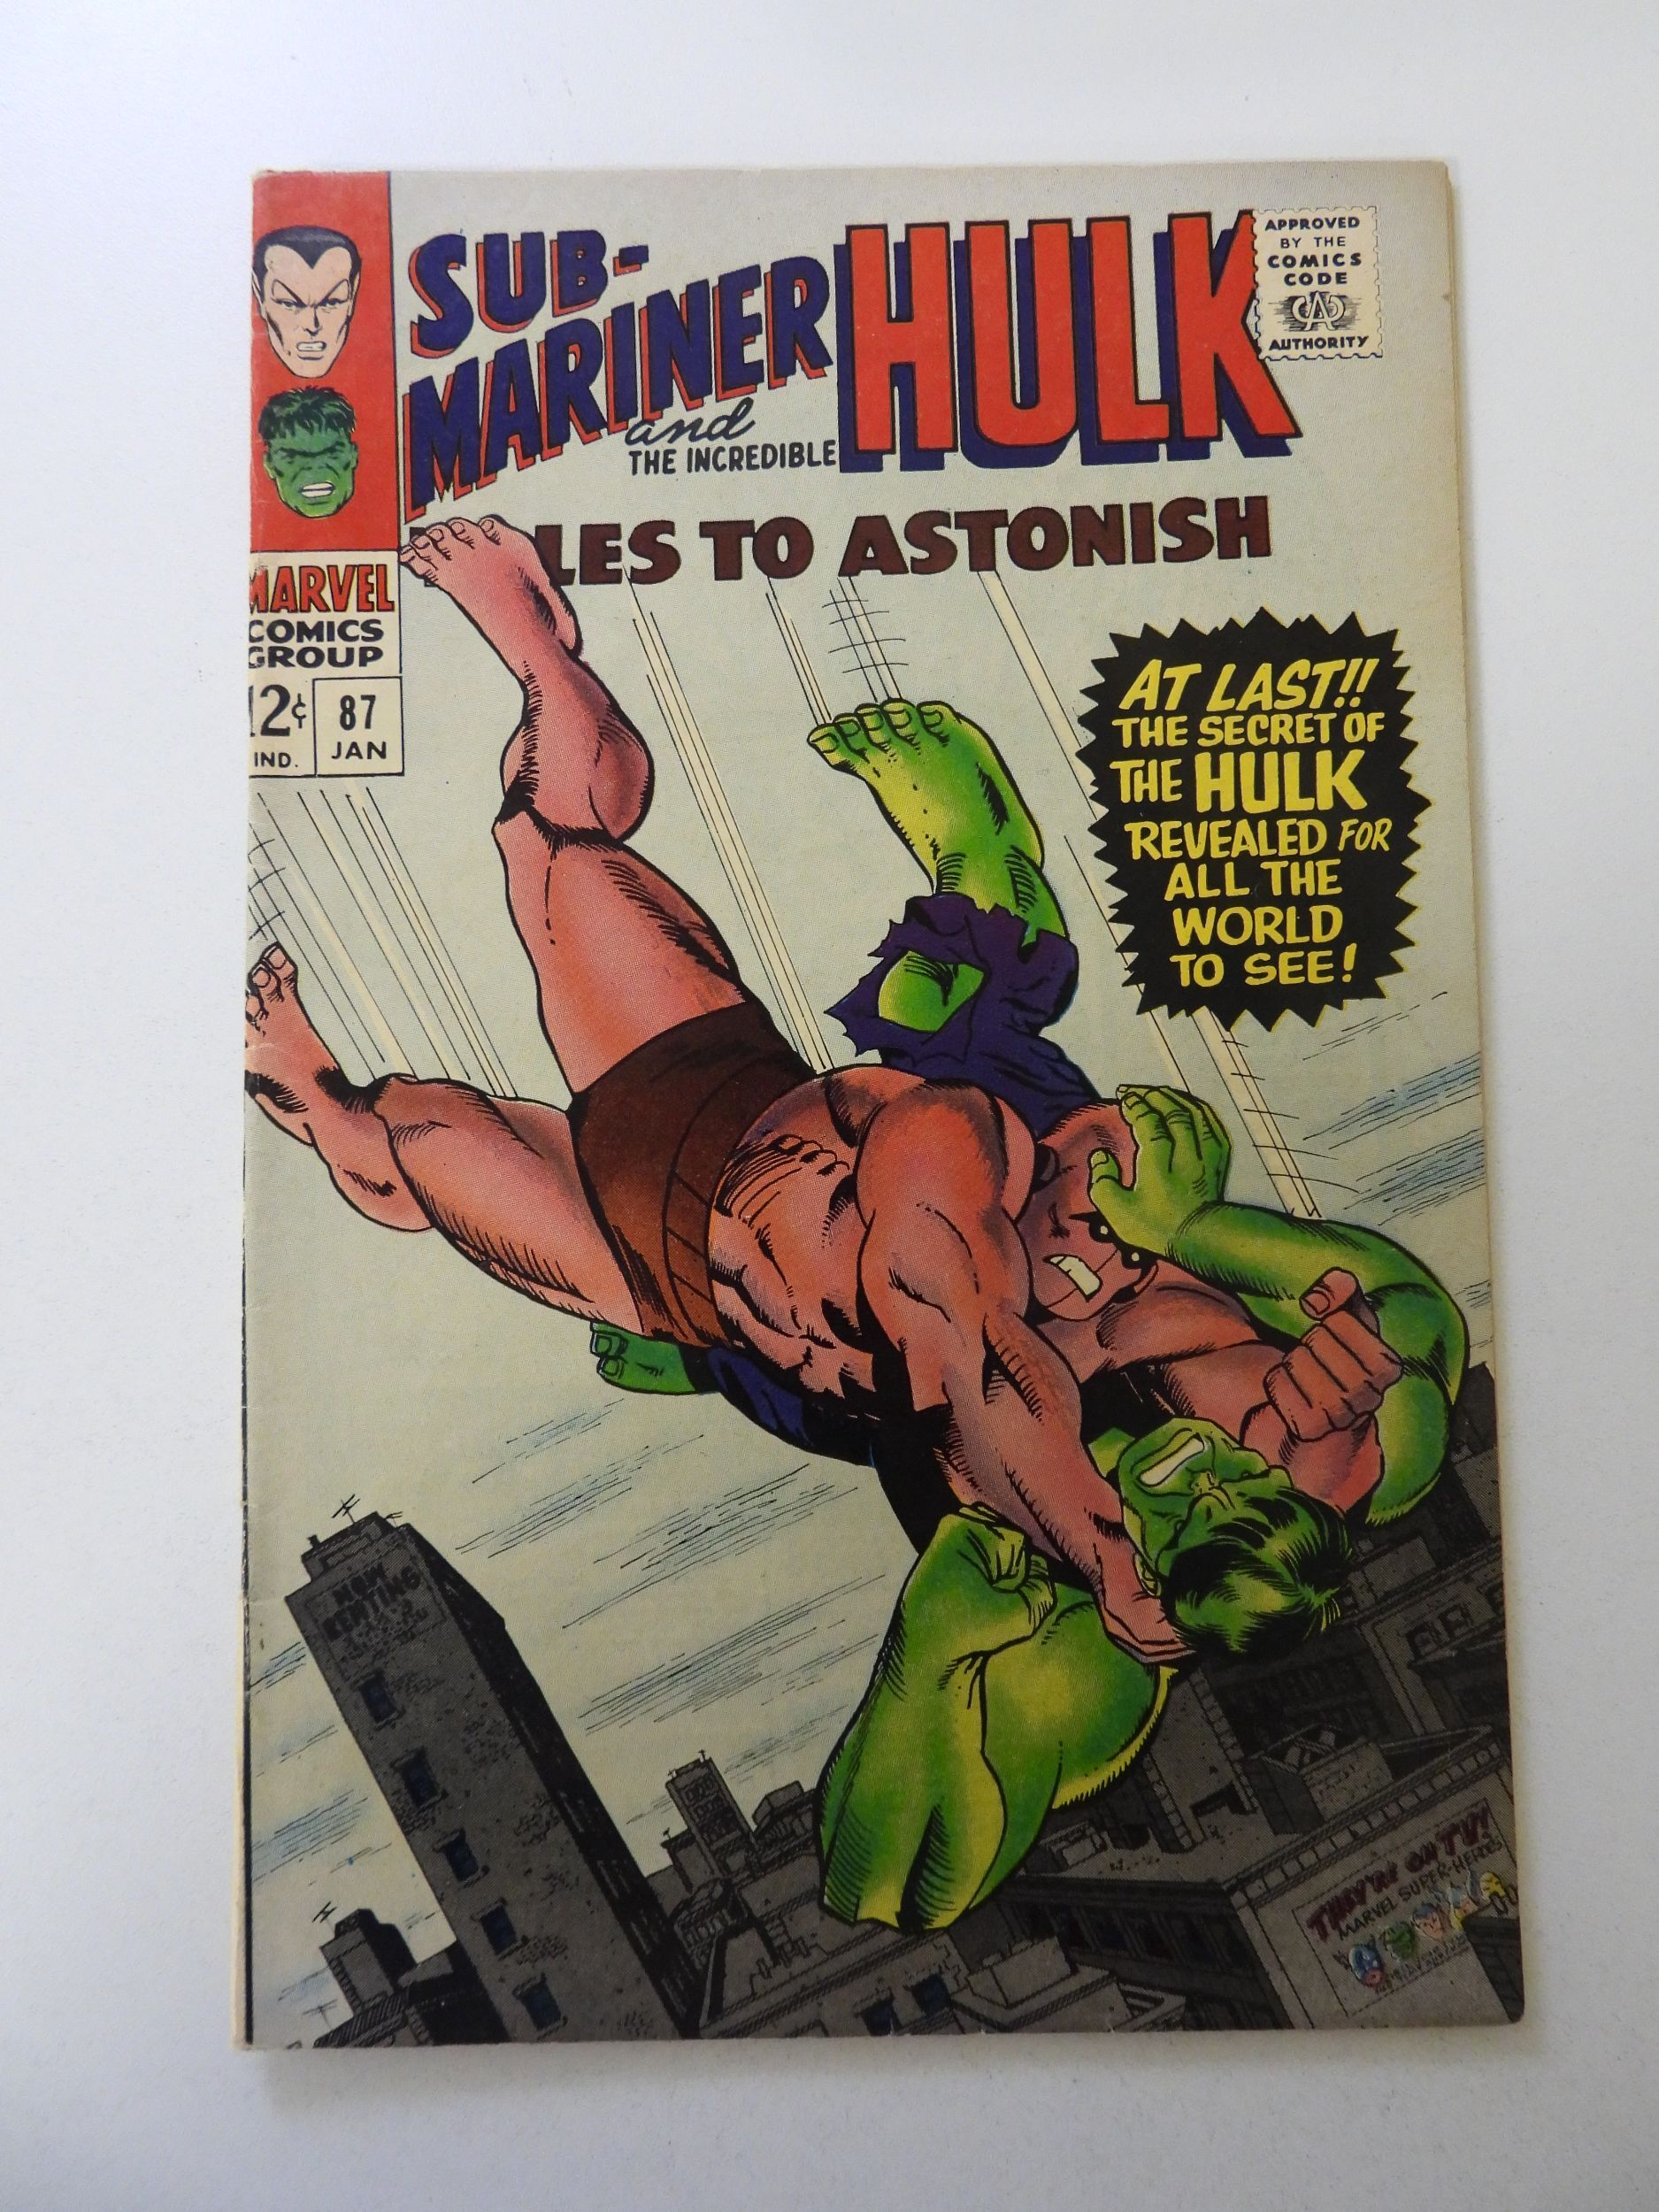 SUB-
MARINER
and
THE INCREDIBLE
HULK
APPROVED
BY THE
COMICS
CODE
CA
AUTHORITY
LES TO ASTONISH
MARVEL
COMICS
GROUP
12¢
IND.
87
JAN
AT LAST!!
THE SECRET OF
THE HULK
REVEALED FOR
ALL THE
WORLD
TO SEE!
NOW
RENTING
THEY'RE ON TV!
MARVEL SUPER-HEROES